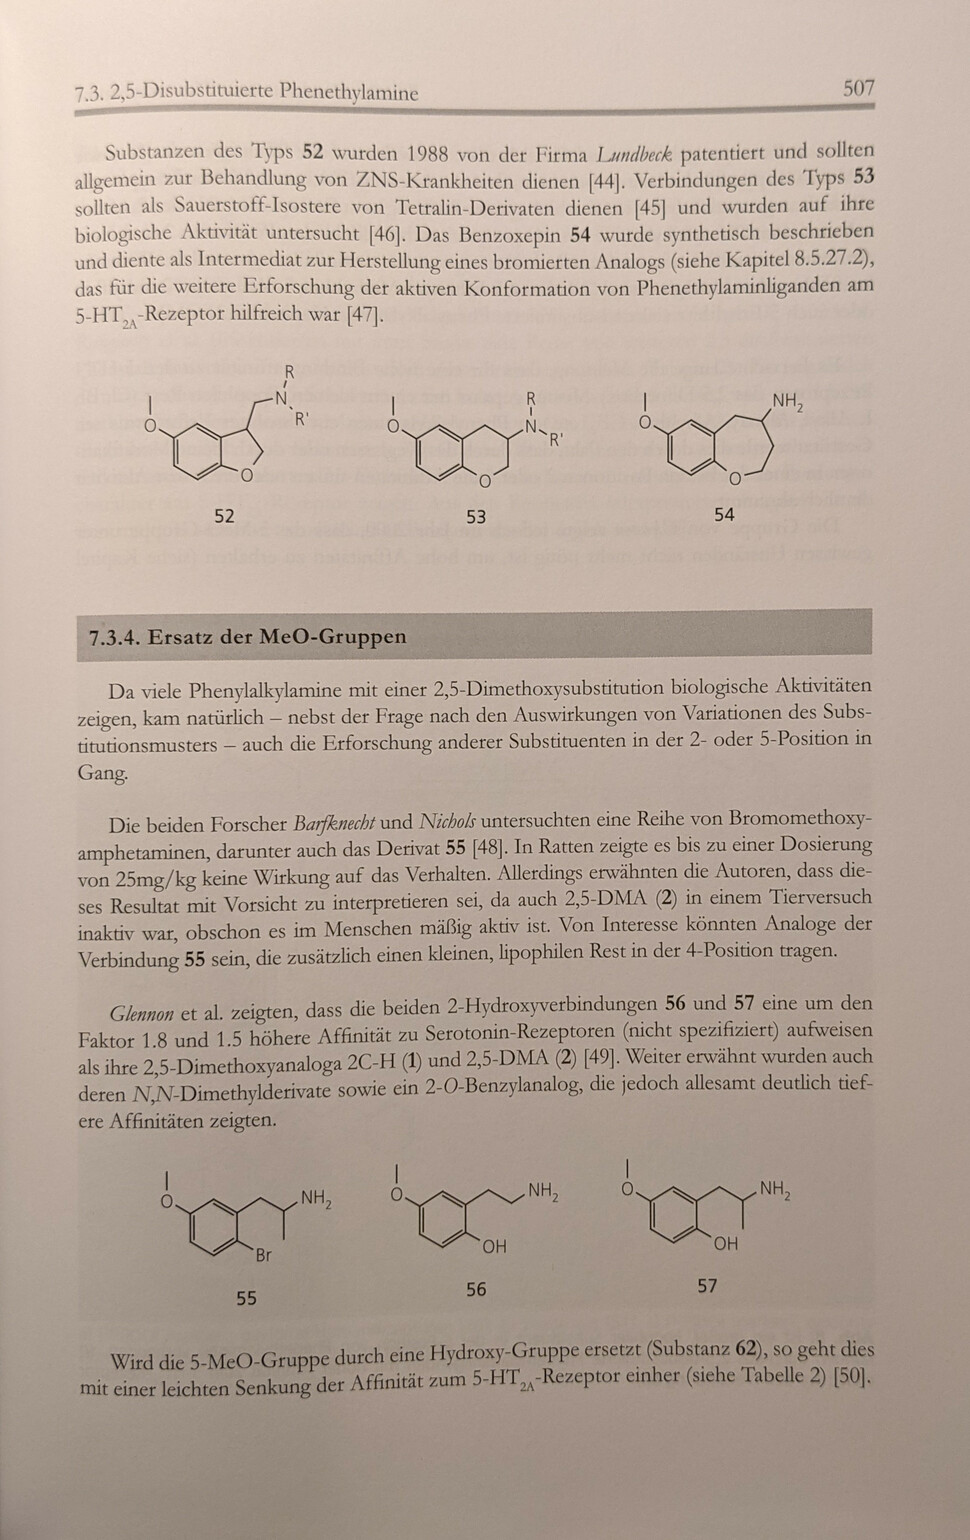 7.3. 2,5-Disubstituierte Phenethylamine 507
Substanzen des Typs 52 wurden 1988 von der Firma Lundbeck patentiert und sollten
allgemein zur Behandlung von ZNS-Krankheiten dienen [44]. Verbindungen des Typs 53
sollten als Sauerstoff-Isostere von Tetralin-Derivaten dienen [45] und wurden auf ihre
biologische Aktivität untersucht [46]. Das Benzoxepin 54 wurde synthetisch beschrieben
und diente als Intermediat zur Herstellung eines bromierten Analogs (siehe Kapitel 8.5.27.2),
das für die weitere Erforschung der aktiven Konformation von Phenethylaminliganden am
5-HT2A-Rezeptor hilfreich war [47].
O N R R' O
O N R R' O
O NH2 O
52 53 54
7.3.4. Ersatz der MeO-Gruppen
Da viele Phenylalkylamine mit einer 2,5-Dimethoxysubstitution biologische Aktivitäten
zeigen, kam natürlich – nebst der Frage nach den Auswirkungen von Variationen des Subs-
titutionsmusters – auch die Erforschung anderer Substituenten in der 2- oder 5-Position in
Gang.
Die beiden Forscher Barfknecht und Nichols untersuchten eine Reihe von Bromomethoxy-
amphetaminen, darunter auch das Derivat 55 [48]. In Ratten zeigte es bis zu einer Dosierung
von 25mg/kg keine Wirkung auf das Verhalten. Allerdings erwähnten die Autoren, dass die-
ses Resultat mit Vorsicht zu interpretieren sei, da auch 2,5-DMA (2) in einem Tierversuch
inaktiv war, obschon es im Menschen mäßig aktiv ist. Von Interesse könnten Analoge der
Verbindung 55 sein, die zusätzlich einen kleinen, lipophilen Rest in der 4-Position tragen.
Glennon et al. zeigten, dass die beiden 2-Hydroxyverbindungen 56 und 57 eine um den
Faktor 1.8 und 1.5 höhere Affinität zu Serotonin-Rezeptoren (nicht spezifiziert) aufweisen
als ihre 2,5-Dimethoxyanaloga 2C-H (1) und 2,5-DMA (2) [49]. Weiter erwähnt wurden auch
deren N,N-Dimethylderivate sowie ein 2-O-Benzylanalog, die jedoch allesamt deutlich tief-
ere Affinitäten zeigten.
O NH2 Br
O NH2 OH
O NH2 OH
55 56 57
Wird die 5-MeO-Gruppe durch eine Hydroxy-Gruppe ersetzt (Substanz 62), so geht dies
mit einer leichten Senkung der Affinität zum 5-HT2A-Rezeptor einher (siehe Tabelle 2) [50].